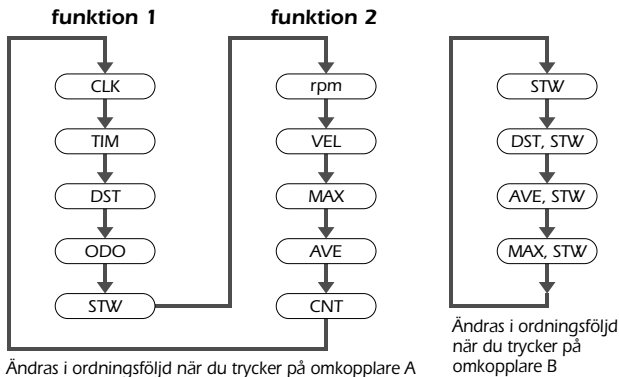 funktion 1
CLK
TIM
DST
ODO
STW
funktion 2
rpm
VEL
MAX
AVE
CNT
Ändras i ordningsföljd när du trycker på omkopplare A
STW
DST, STW
AVE, STW
MAX, STW
Ändras i ordningsföljd
när du trycker på
omkopplare B